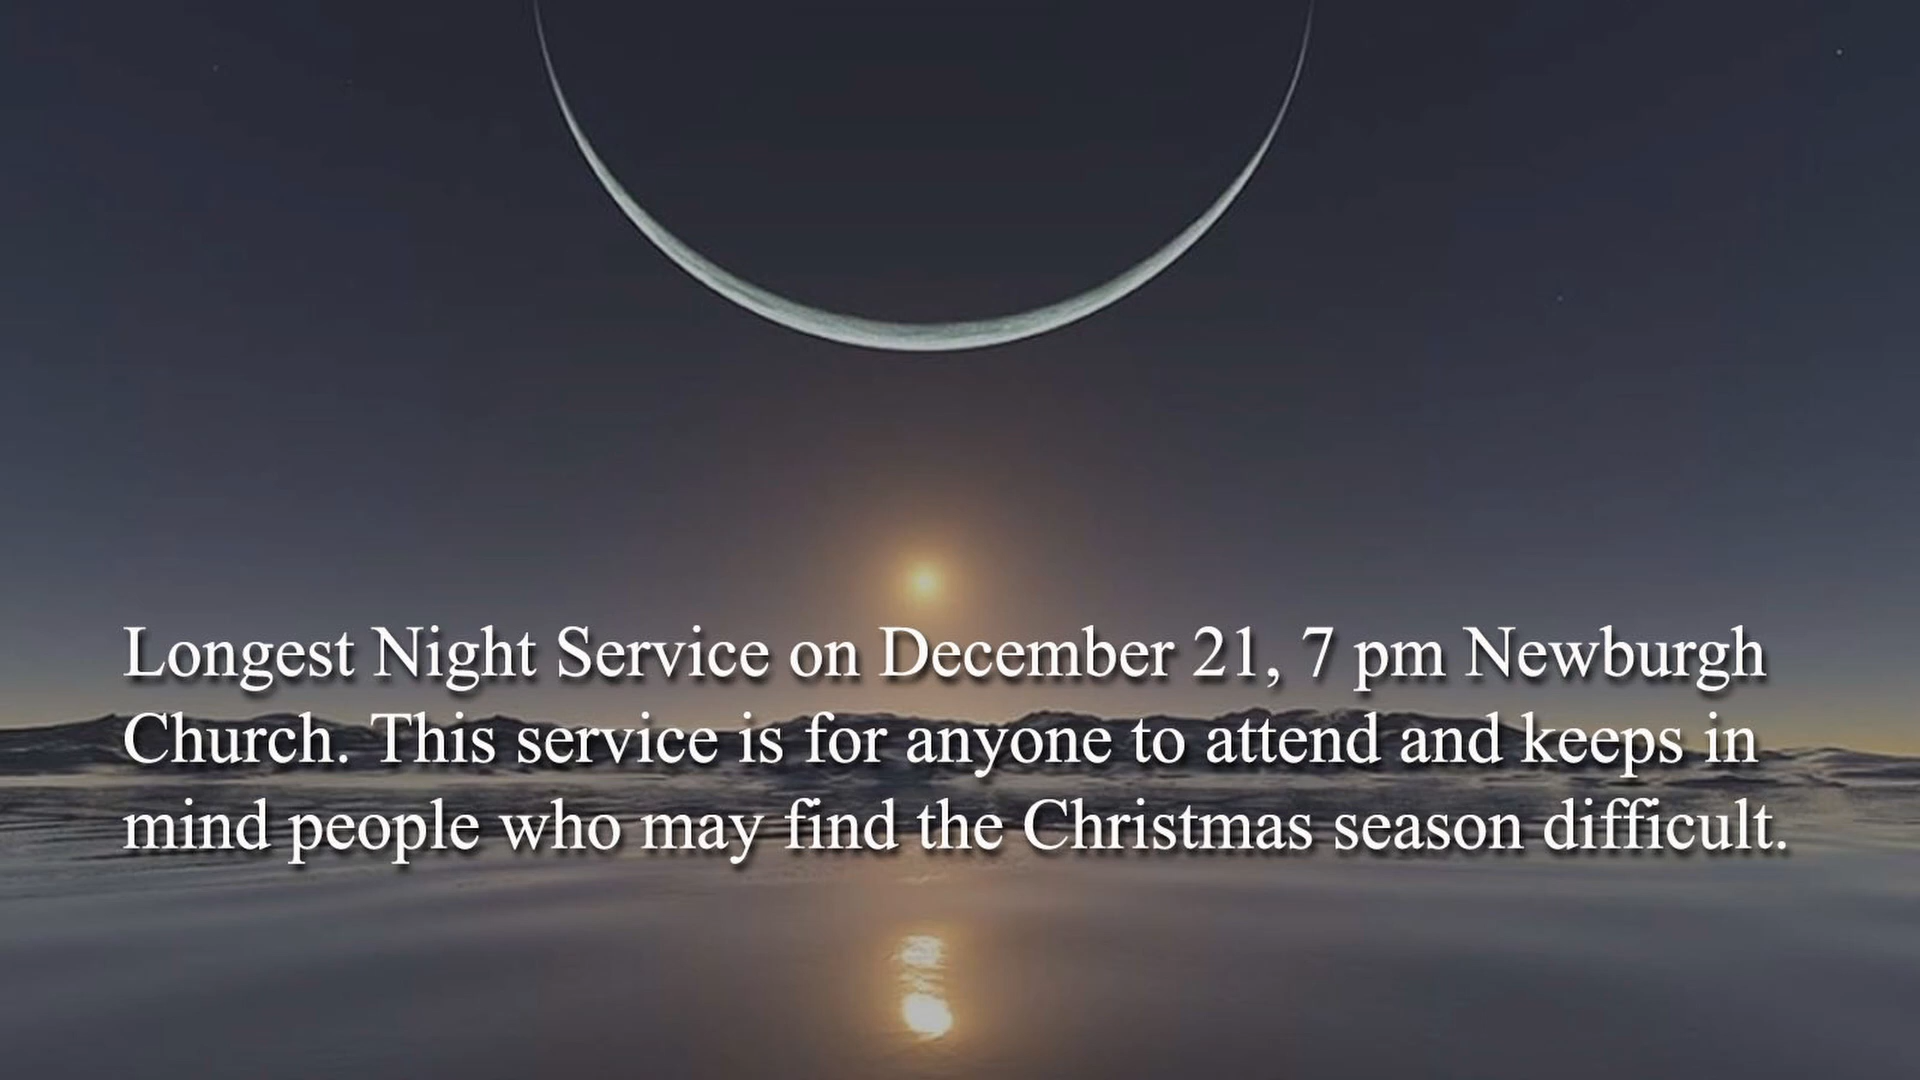 Longest Night Service on December 21, 7 pm Newburgh
Church. This service is for anyone to attend and keeps in
mind people who may find the Christmas season difficult.